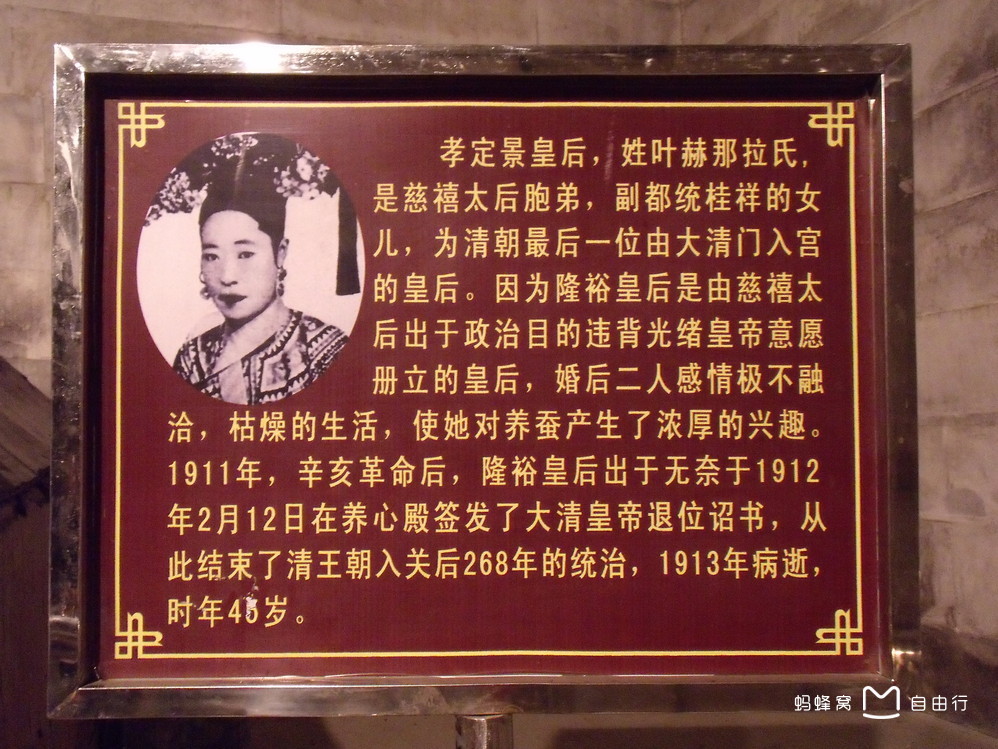 孝定景皇后，姓叶赫那拉氏，
是慈禧太后胞弟，副都统桂祥的女
儿，为清朝最后一位由大清门入宫
的皇后。因为隆裕皇后是由慈禧太
后出于政治目的违背光绪皇帝意愿
册立的皇后，婚后二人感情极不融
洽，枯燥的生活，使她对养蚕产生了浓厚的兴趣。
1911年，辛亥革命后，隆裕皇后出于无奈于1912
年2月12日在养心殿签发了大清皇帝退位诏书，从
此结束了清王朝入关后268年的统治，1913年病逝，
时年45岁。
蚂蜂窝 自由行